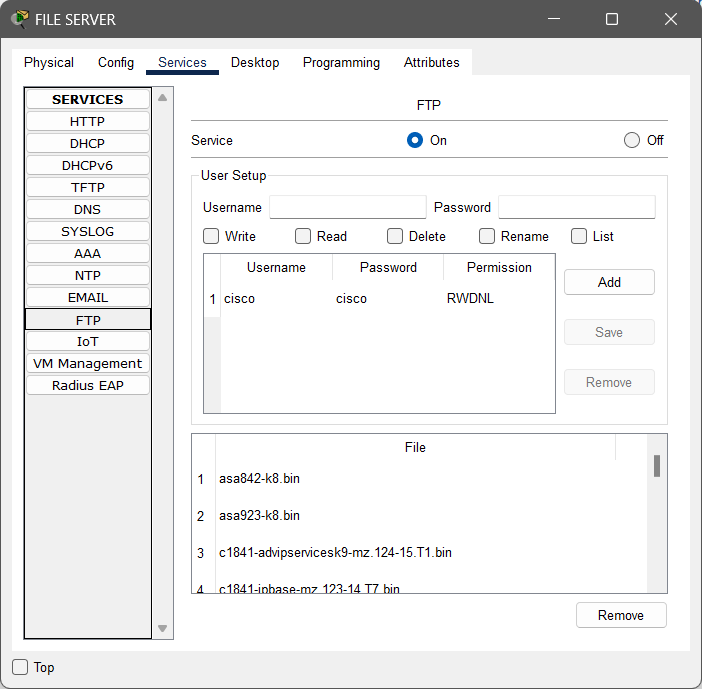 FILE SERVER
Physical Config Services Desktop Programming Attributes
SERVICES
HTTP
DHCP
DHCPv6
TFTP
DNS
SYSLOG
AAA
NTP
EMAIL
FTP
IoT
VM Management
Radius EAP
FTP
Service On Off
User Setup
Username Password
Write Read Delete Rename List
Username Password Permission
1 cisco cisco RWDNL
Add
Save
Remove
File
1 asa842-k8.bin
2 asa923-k8.bin
3 c1841-advipservicesk9-mz.124-15.T1.bin
4 c1841-ipbase-mz.123-14.T7.bin
Remove
Top